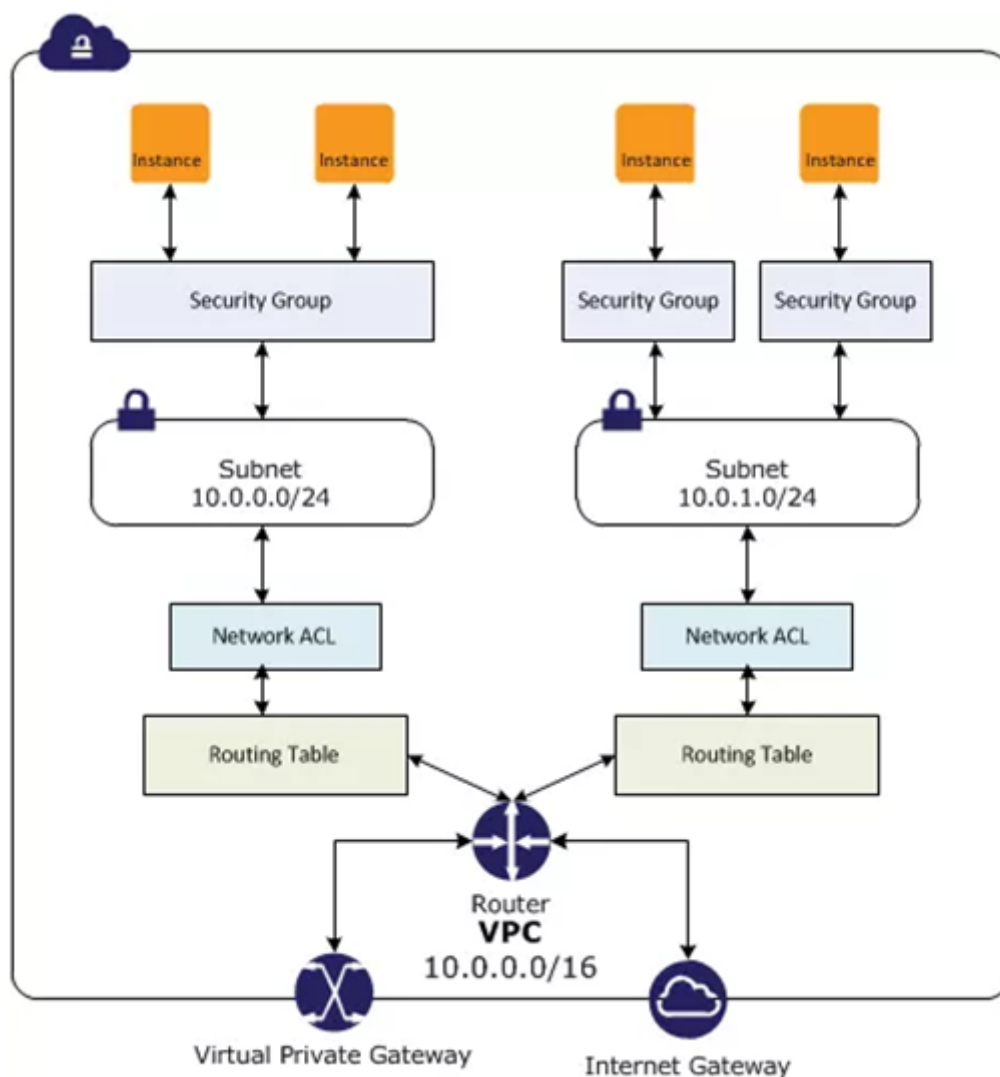 Instance
Instance
Instance
Instance
Security Group
Security Group
Security Group
Subnet
10.0.0.0/24
Subnet
10.0.1.0/24
Network ACL
Network ACL
Routing Table
Routing Table
Router
VPC
10.0.0.0/16
Virtual Private Gateway
Internet Gateway